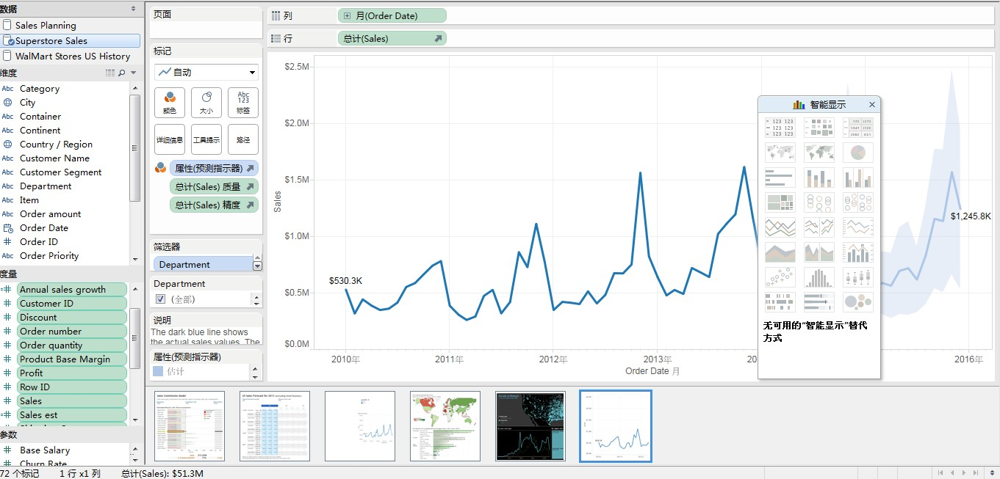 数据
Sales Planning
Superstore Sales
WalMart Stores US History
维度
Abc Category
City
Abc Container
Abc Continent
Country / Region
Abc Customer Name
Abc Customer Segment
Abc Department
Abc Item
Abc Order amount
Order Date
# Order ID
Abc Order Priority
度量
# Annual sales growth
# Customer ID
# Discount
# Order number
# Order quantity
# Product Base Margin
# Profit
# Row ID
# Sales
# Sales est
参数
# Base Salary
# Churn Rate
页面
标记
自动
颜色
大小
Abc
123
标签
详细信息
工具提示
路径
属性(预测指示器)
总计(Sales) 质量
总计(Sales) 精度
筛选器
Department
Department
(全部)
说明
The dark blue line shows
the actual sales values. The
属性(预测指示器)
估计
列
月(Order Date)
行
总计(Sales)
$2.5M
$2.0M
$1.5M
$1.0M
$0.5M
$0.0M
Sales
$530.3K
$1,245.8K
2010年
2011年
2012年
2013年
20
2016年
Order Date 月
智能显示
无可用的“智能显示”替代
方式
72 个标记
1 行 x1 列
总计(Sales): $51.3M